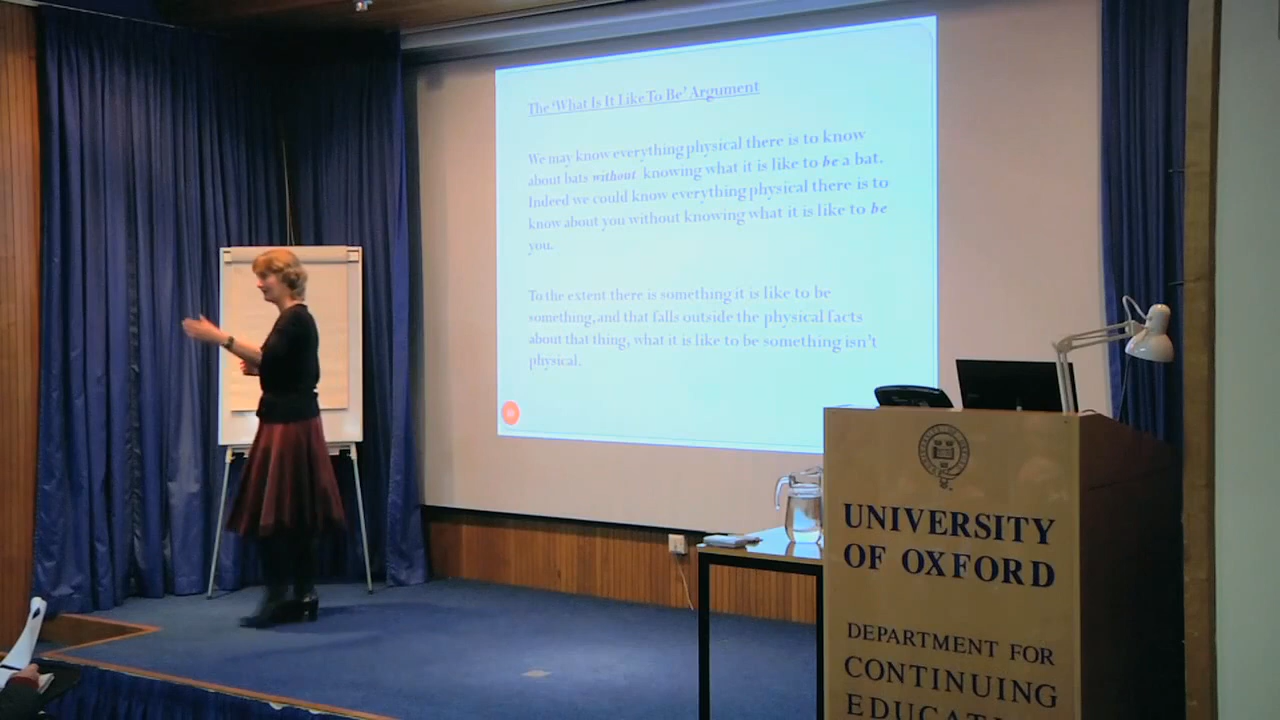 The ‘What Is It Like To Be’ Argument
We may know everything physical there is to know
about bats without knowing what it is like to be a bat.
Indeed we could know everything physical there is to
know about you without knowing what it is like to be
you.
To the extent there is something it is like to be
something, and that falls outside the physical facts
about that thing, what it is like to be something isn’t
physical.
UNIVERSITY
OF OXFORD
DEPARTMENT FOR
CONTINUING